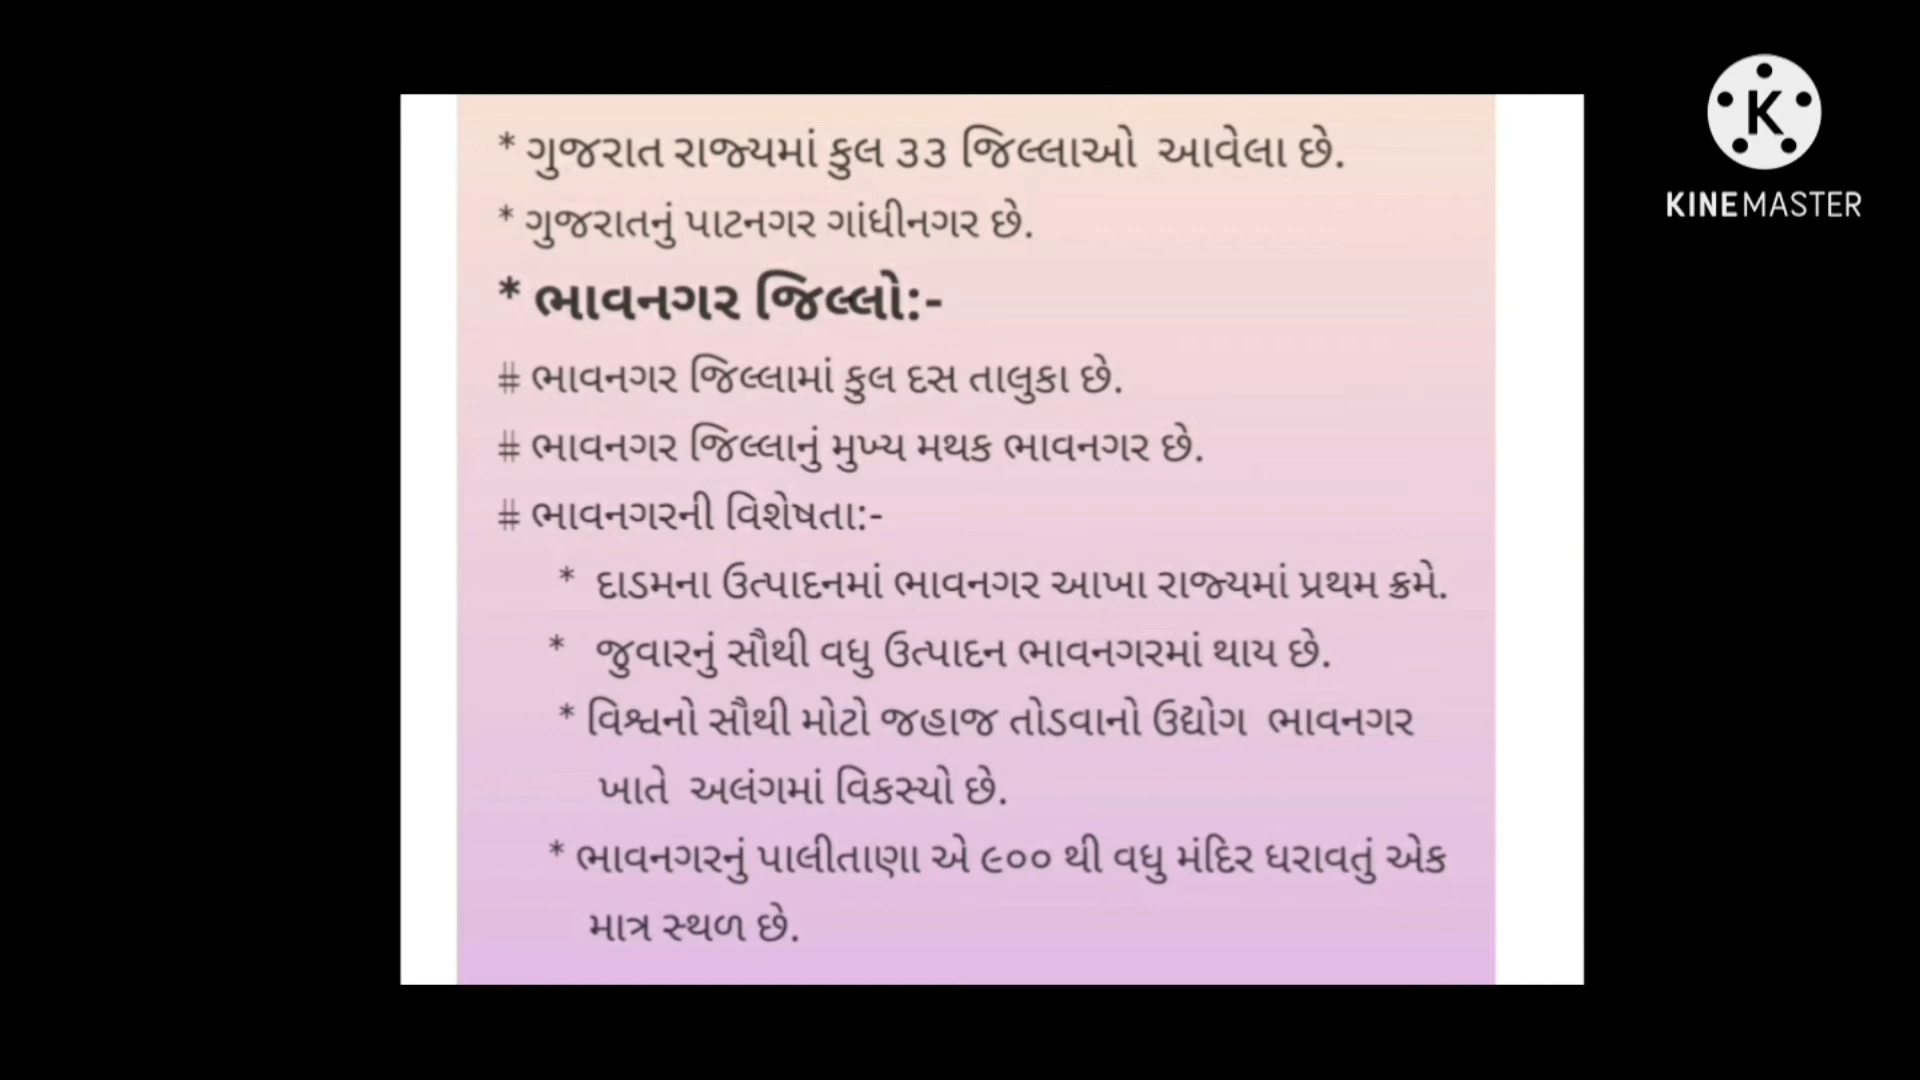 * ગુજરાત રાજ્યમાં કુલ ૩૩ જિલ્લાઓ આવેલા છે.
* ગુજરાતનું પાટનગર ગાંધીનગર છે.
* ભાવનગર જિલ્લો:-
# ભાવનગર જિલ્લામાં કુલ દસ તાલુકા છે.
# ભાવનગર જિલ્લાનું મુખ્ય મથક ભાવનગર છે.
# ભાવનગરની વિશેષતા:-
* દાડમના ઉત્પાદનમાં ભાવનગર આખા રાજ્યમાં પ્રથમ ક્રમે.
* જુવારનું સૌથી વધુ ઉત્પાદન ભાવનગરમાં થાય છે.
* વિશ્વનો સૌથી મોટો જહાજ તોડવાનો ઉદ્યોગ ભાવનગર
ખાતે અલંગમાં વિકસ્યો છે.
* ભાવનગરનું પાલીતાણા એ ૯૦૦ થી વધુ મંદિર ધરાવતું એક
માત્ર સ્થળ છે.
K
KINEMASTER